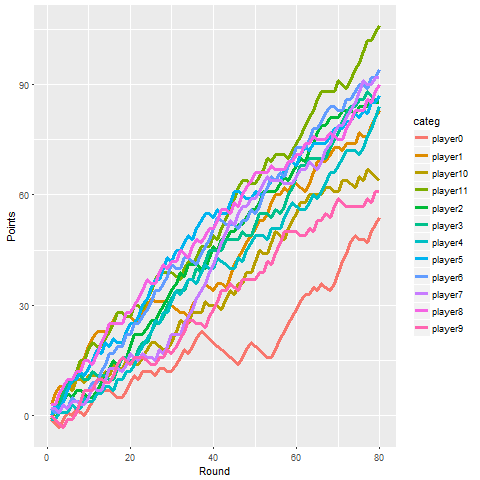 90
60
30
0
Points
0
20
40
60
80
Round
categ
player0
player1
player10
player11
player2
player3
player4
player5
player6
player7
player8
player9